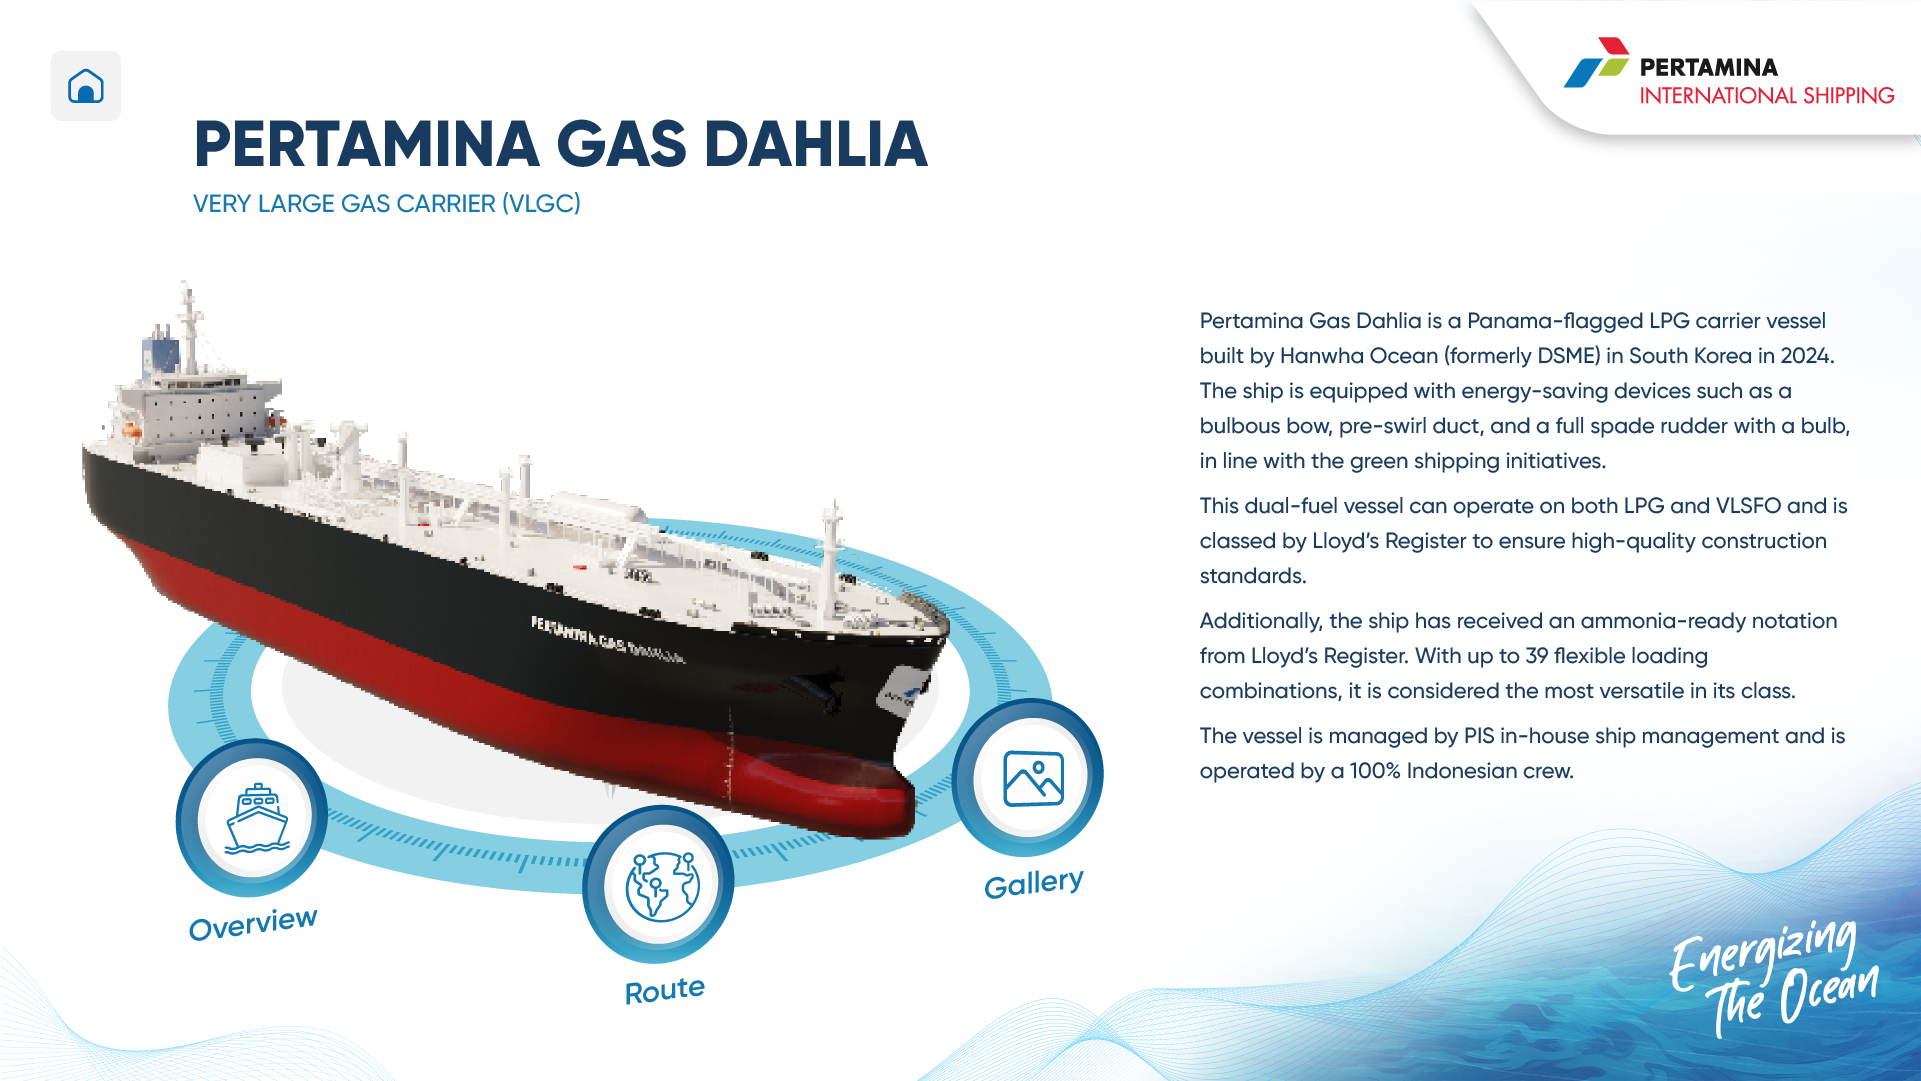 PERTAMINA
INTERNATIONAL SHIPPING
PERTAMINA GAS DAHLIA
VERY LARGE GAS CARRIER (VLGC)
Pertamina Gas Dahlia is a Panama-flagged LPG carrier vessel
built by Hanwha Ocean (formerly DSME) in South Korea in 2024.
The ship is equipped with energy-saving devices such as a
bulbous bow, pre-swirl duct, and a full spade rudder with a bulb,
in line with the green shipping initiatives.
This dual-fuel vessel can operate on both LPG and VLSFO and is
classed by Lloyd's Register to ensure high-quality construction
standards.
Additionally, the ship has received an ammonia-ready notation
from Lloyd's Register. With up to 39 flexible loading
combinations, it is considered the most versatile in its class.
The vessel is managed by PIS in-house ship management and is
operated by a 100% Indonesian crew.
PERTAMINA GAS DAHLIA
Overview
Route
Gallery
Energizing
The Ocean